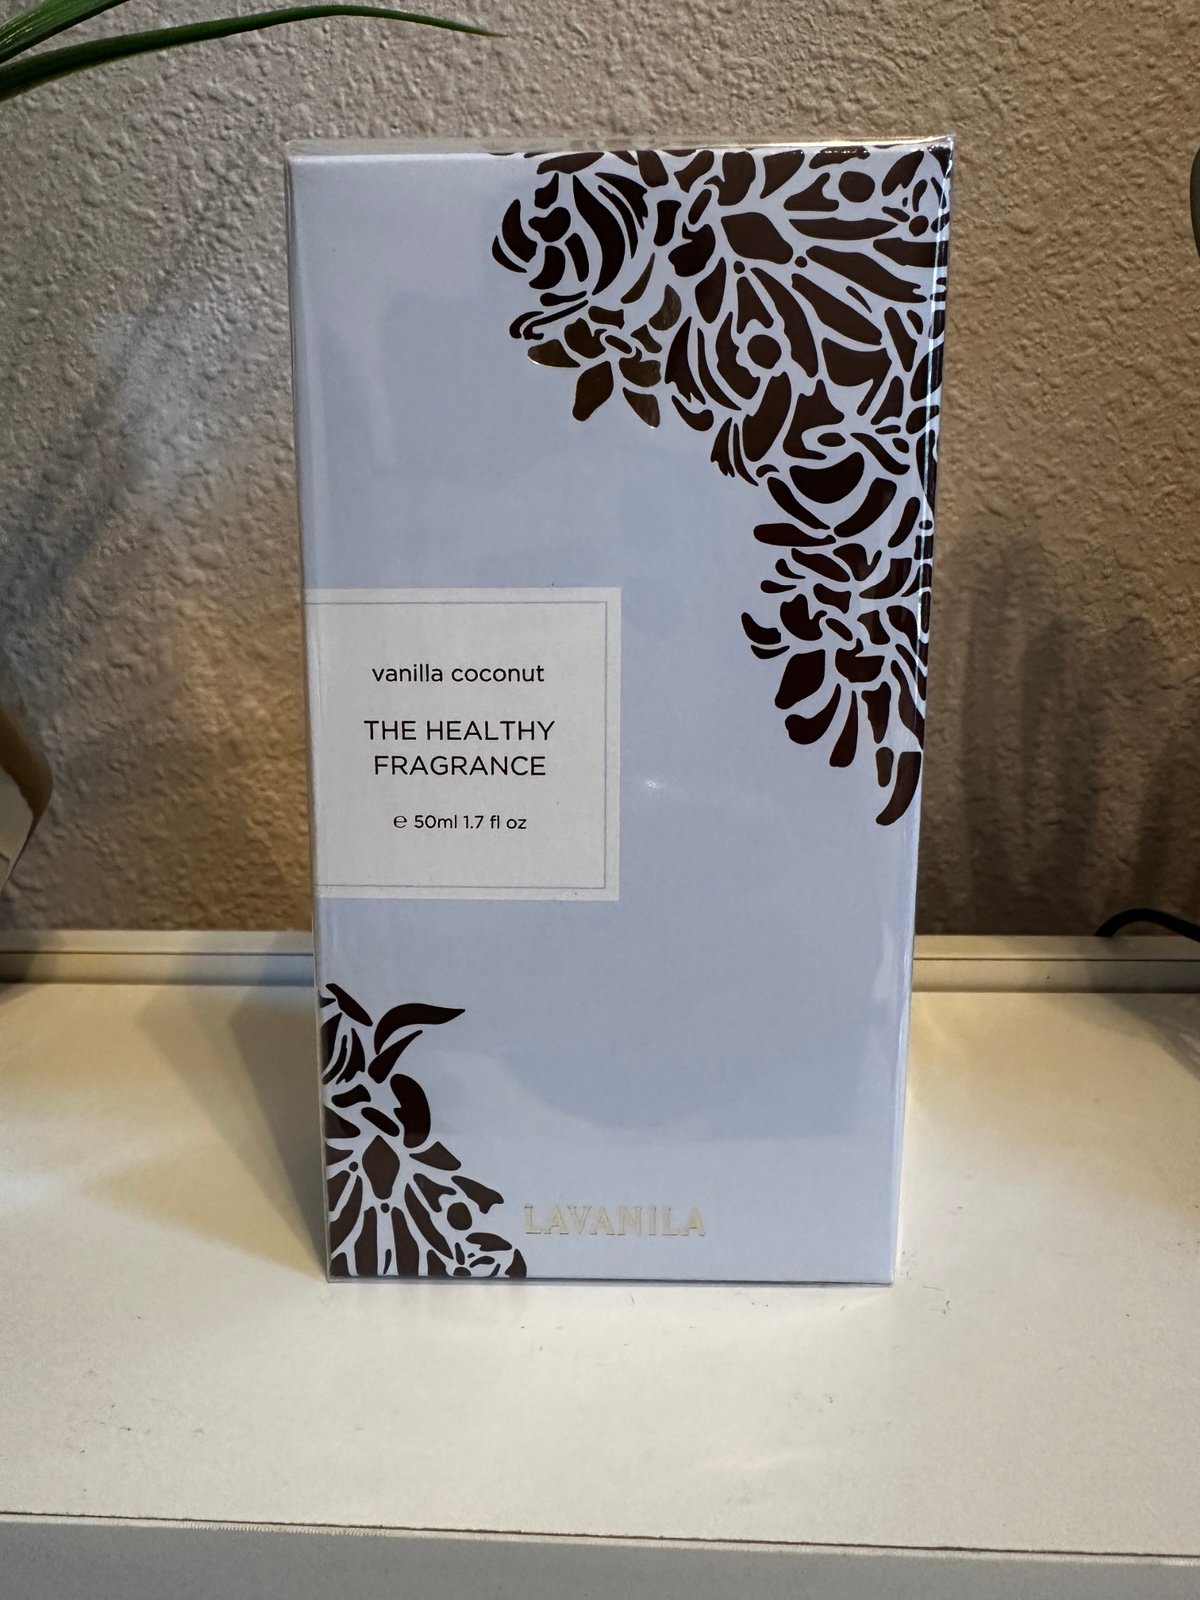 vanilla coconut
THE HEALTHY
FRAGRANCE
℮ 50ml 1.7 fl oz
LAVANILA